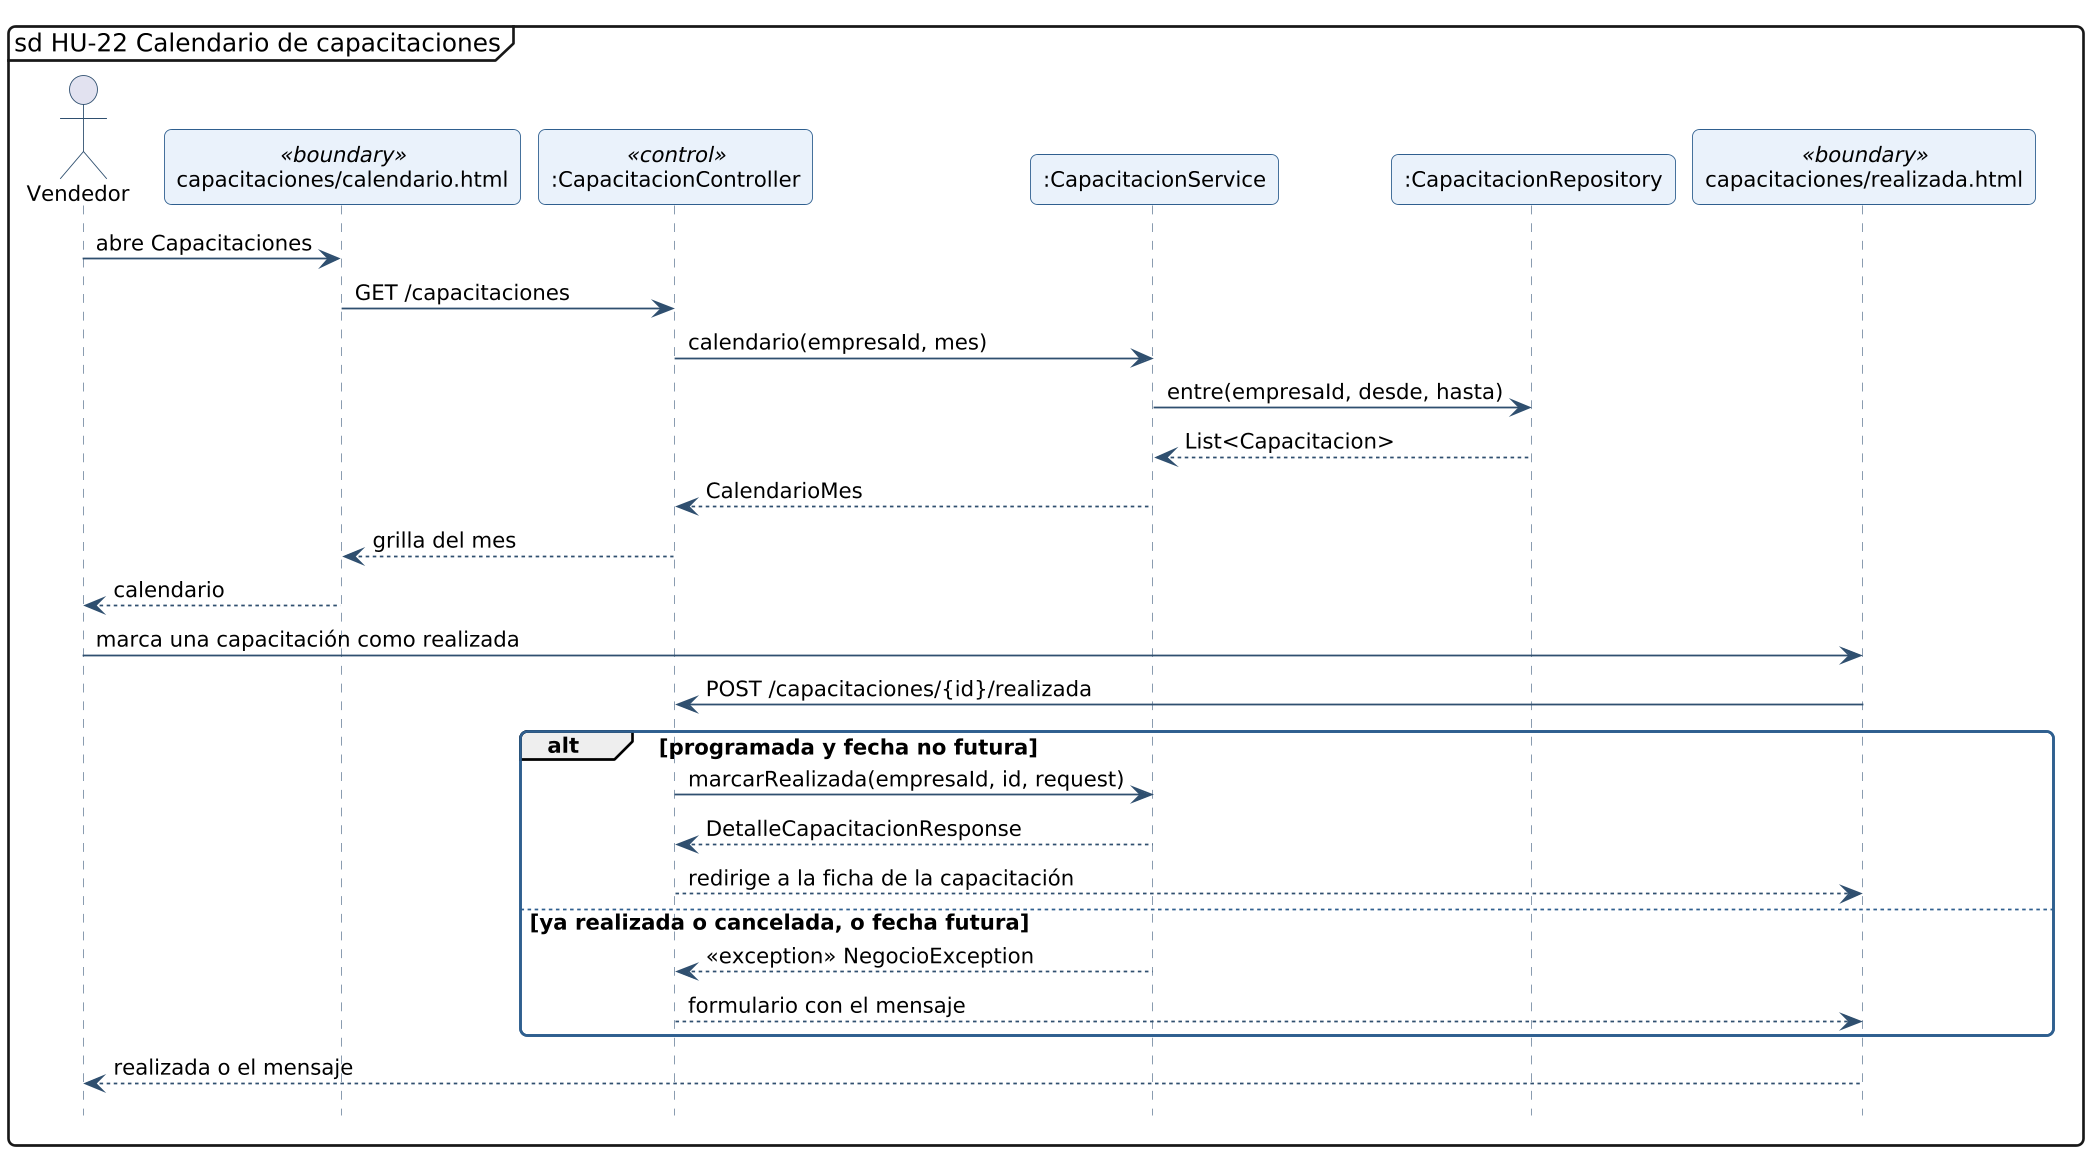 sd HU-22 Calendario de capacitaciones
Vendedor
«boundary»
capacitaciones/calendario.html
«control»
:CapacitacionController
:CapacitacionService
:CapacitacionRepository
«boundary»
capacitaciones/realizada.html
abre Capacitaciones
GET /capacitaciones
calendario(empresaId, mes)
entre(empresaId, desde, hasta)
List<Capacitacion>
CalendarioMes
grilla del mes
calendario
marca una capacitación como realizada
POST /capacitaciones/{id}/realizada
alt [programada y fecha no futura]
marcarRealizada(empresaId, id, request)
DetalleCapacitacionResponse
redirige a la ficha de la capacitación
[ya realizada o cancelada, o fecha futura]
«exception» NegocioException
formulario con el mensaje
realizada o el mensaje